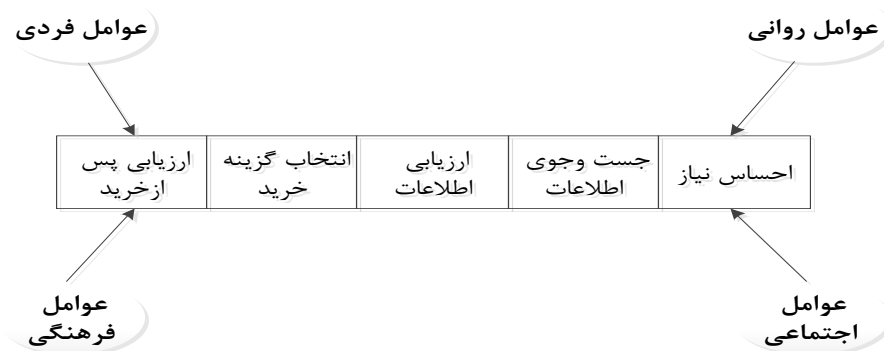 عوامل روانی
عوامل فردی
احساس نیاز
جست وجوی
اطلاعات
ارزیابی
اطلاعات
انتخاب گزینه
خرید
ارزیابی پس
ازخرید
عوامل
اجتماعی
عوامل
فرهنگی